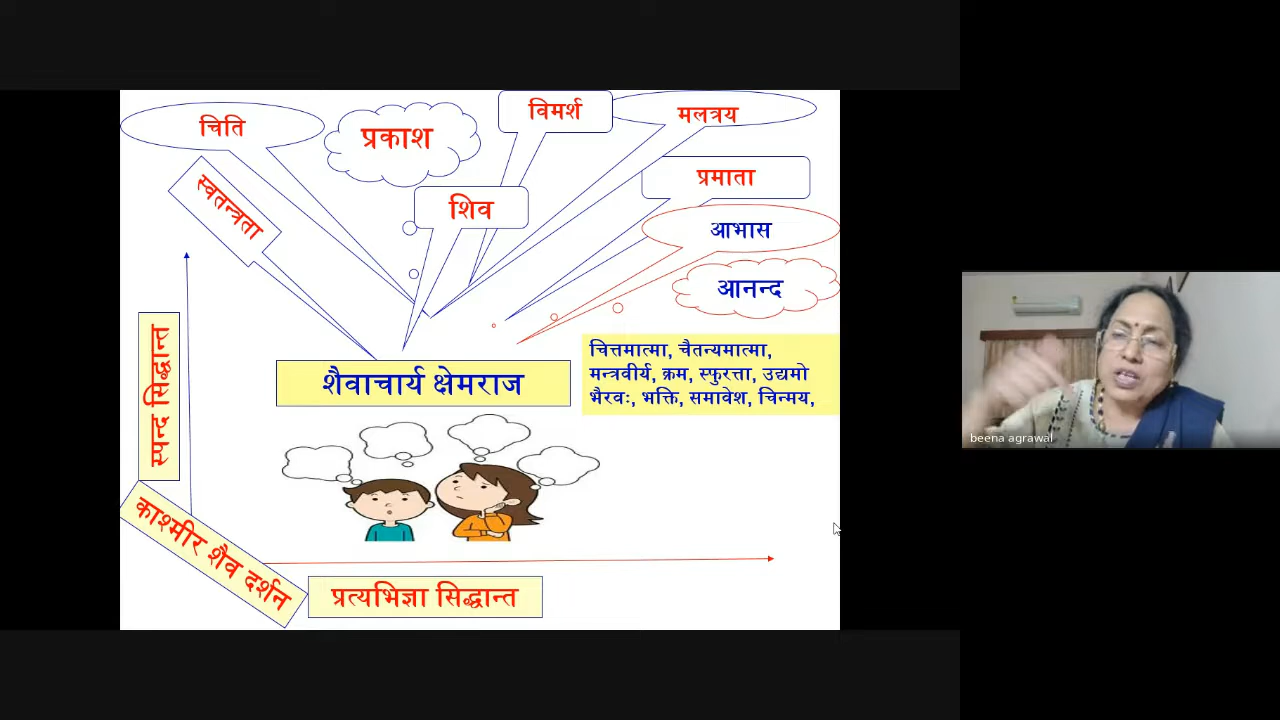 चिति
प्रकाश
विमर्श
मलत्रय
स्वतन्त्रता
शिव
प्रमाता
आभास
आनन्द
स्पन्द सिद्धान्त
शैवाचार्य क्षेमराज
चित्तमात्मा, चैतन्यमात्मा,
मन्त्रवीर्य, क्रम, स्फुरत्ता, उद्यमो
भैरवः, भक्ति, समावेश, चिन्मय,
काश्मीर शैव दर्शन
प्रत्यभिज्ञा सिद्धान्त
beena agrawal